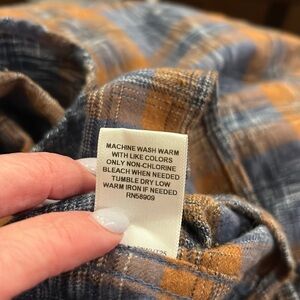 MACHINE WASH WARM
WITH LIKE COLORS
ONLY NON-CHLORINE
BLEACH WHEN NEEDED
TUMBLE DRY LOW
WARM IRON IF NEEDED
RN58909